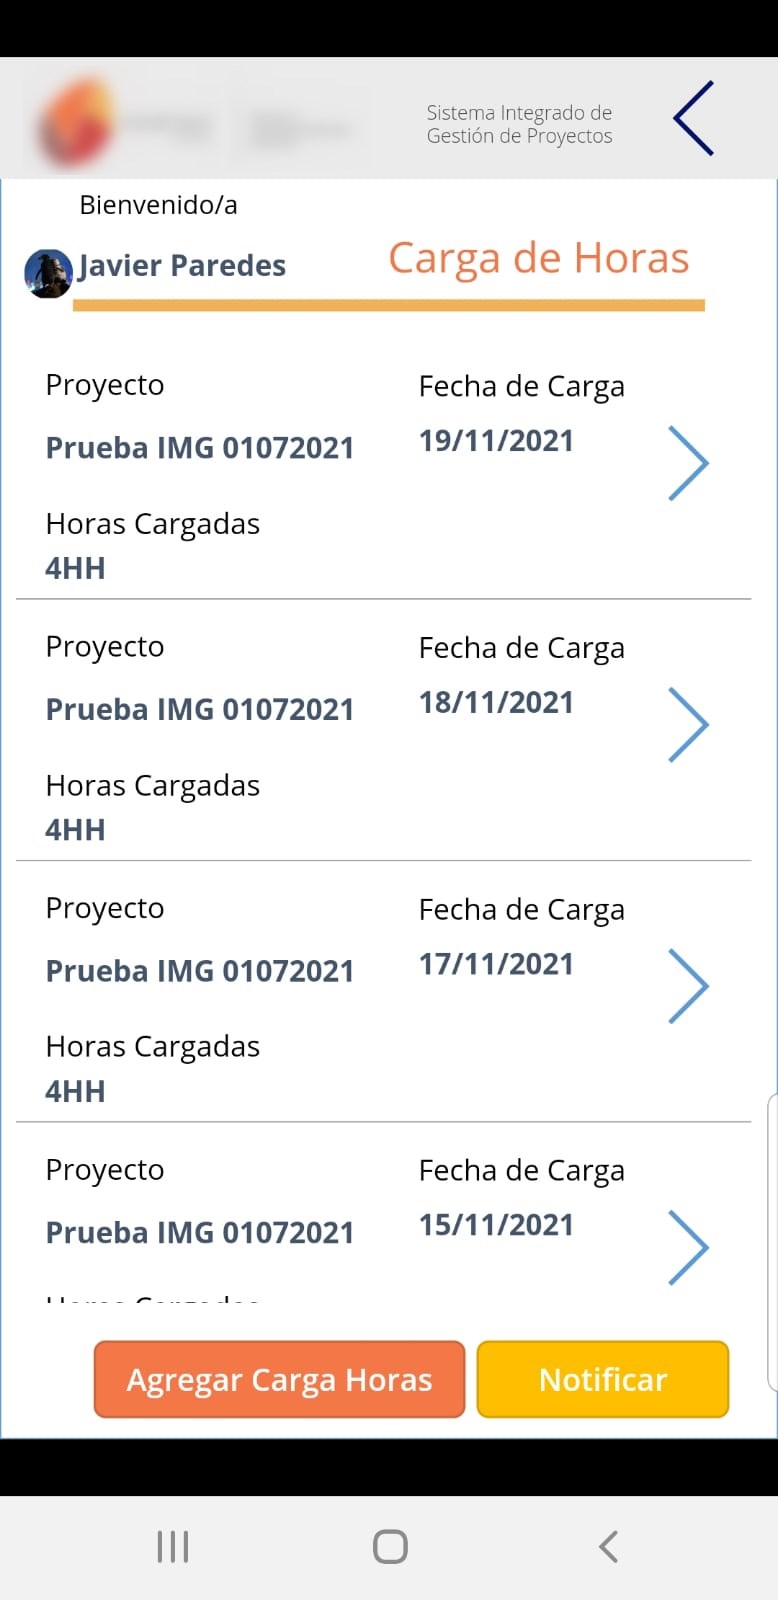 Sistema Integrado de
Gestión de Proyectos
Bienvenido/a
Javier Paredes
Carga de Horas
Proyecto
Fecha de Carga
Prueba IMG 01072021
19/11/2021
Horas Cargadas
4HH
Proyecto
Fecha de Carga
Prueba IMG 01072021
18/11/2021
Horas Cargadas
4HH
Proyecto
Fecha de Carga
Prueba IMG 01072021
17/11/2021
Horas Cargadas
4HH
Proyecto
Fecha de Carga
Prueba IMG 01072021
15/11/2021
Agregar Carga Horas
Notificar